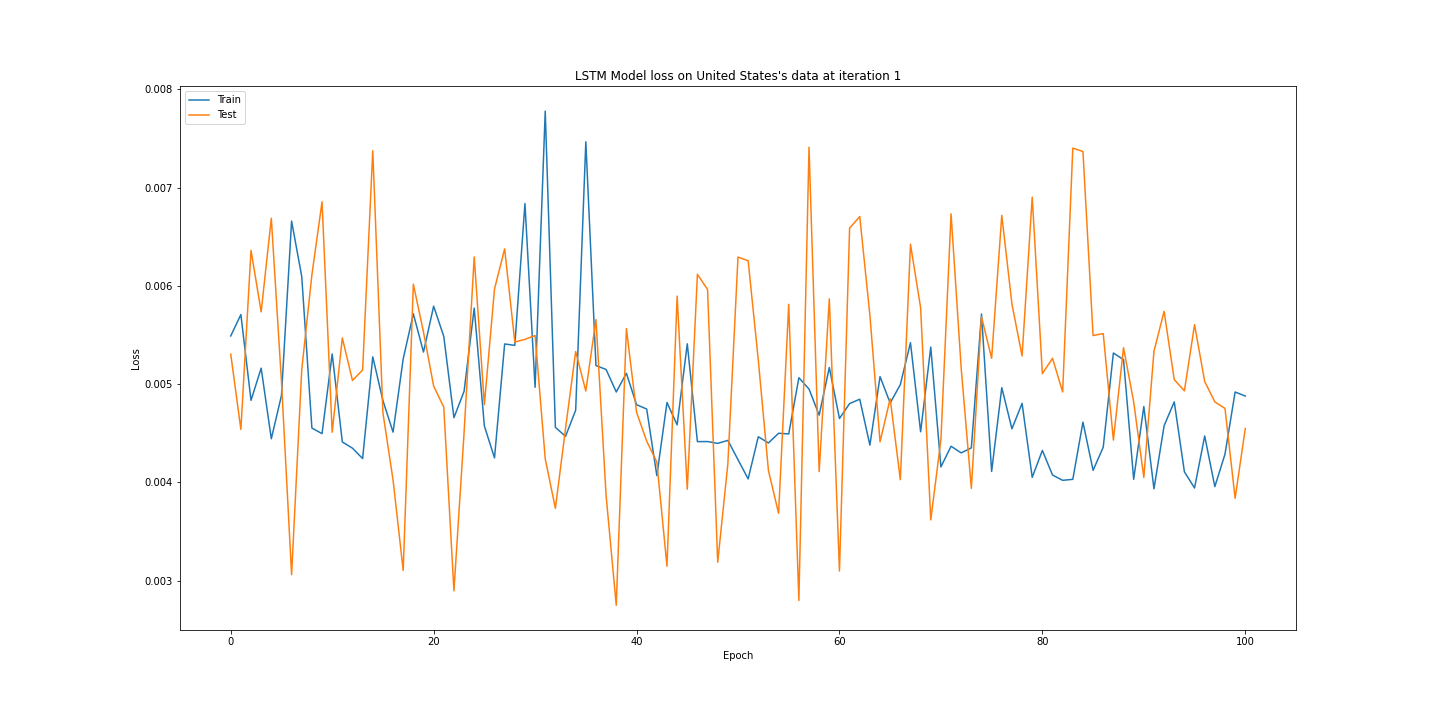 LSTM Model loss on United States's data at iteration 1
Train
Test
0.008
0.007
0.006
0.005
0.004
0.003
Loss
0 20 40 60 80 100
Epoch